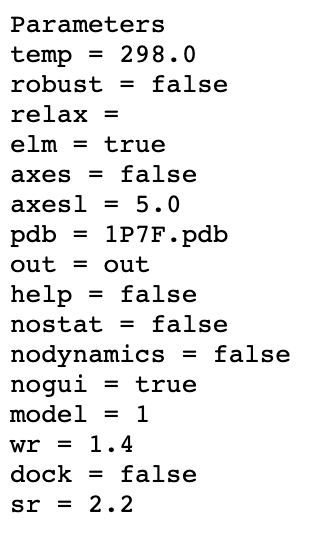 Parameters
temp = 298.0
robust = false
relax =
elm = true
axes = false
axesl = 5.0
pdb = 1P7F.pdb
out = out
help = false
nostat = false
nodynamics = false
nogui = true
model = 1
wr = 1.4
dock = false
sr = 2.2